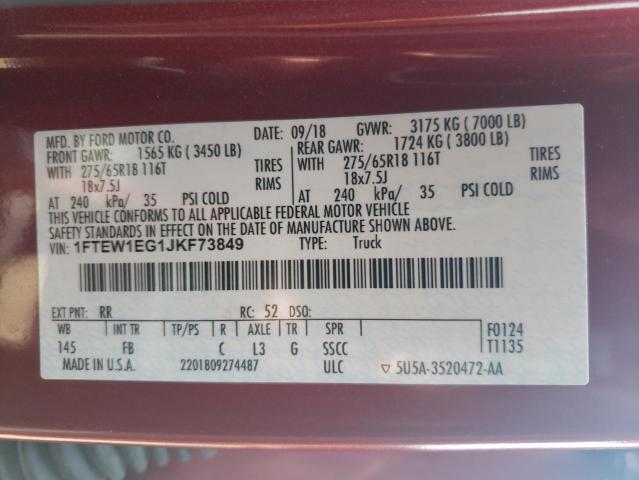 MFD. BY FORD MOTOR CO. DATE: 09/18 GVWR: 3175 KG ( 7000 LB)
FRONT GAWR: 1565 KG ( 3450 LB) REAR GAWR: 1724 KG ( 3800 LB)
WITH 275/65R18 116T TIRES WITH 275/65R18 116T TIRES
18x7.5J RIMS 18x7.5J RIMS
AT 240 kPa/ 35 PSI COLD AT 240 kPa/ 35 PSI COLD
THIS VEHICLE CONFORMS TO ALL APPLICABLE FEDERAL MOTOR VEHICLE
SAFETY STANDARDS IN EFFECT ON THE DATE OF MANUFACTURE SHOWN ABOVE.
VIN: 1FTEW1EG1JKF73849 TYPE: Truck
EXT PNT: RR RC: 52 DSO:
WB INT TR TP/PS R AXLE TR SPR F0124
145 FB C L3 G SSCC T1135
MADE IN U.S.A. 2201809274487 ULC ▽ 5U5A-3520472-AA